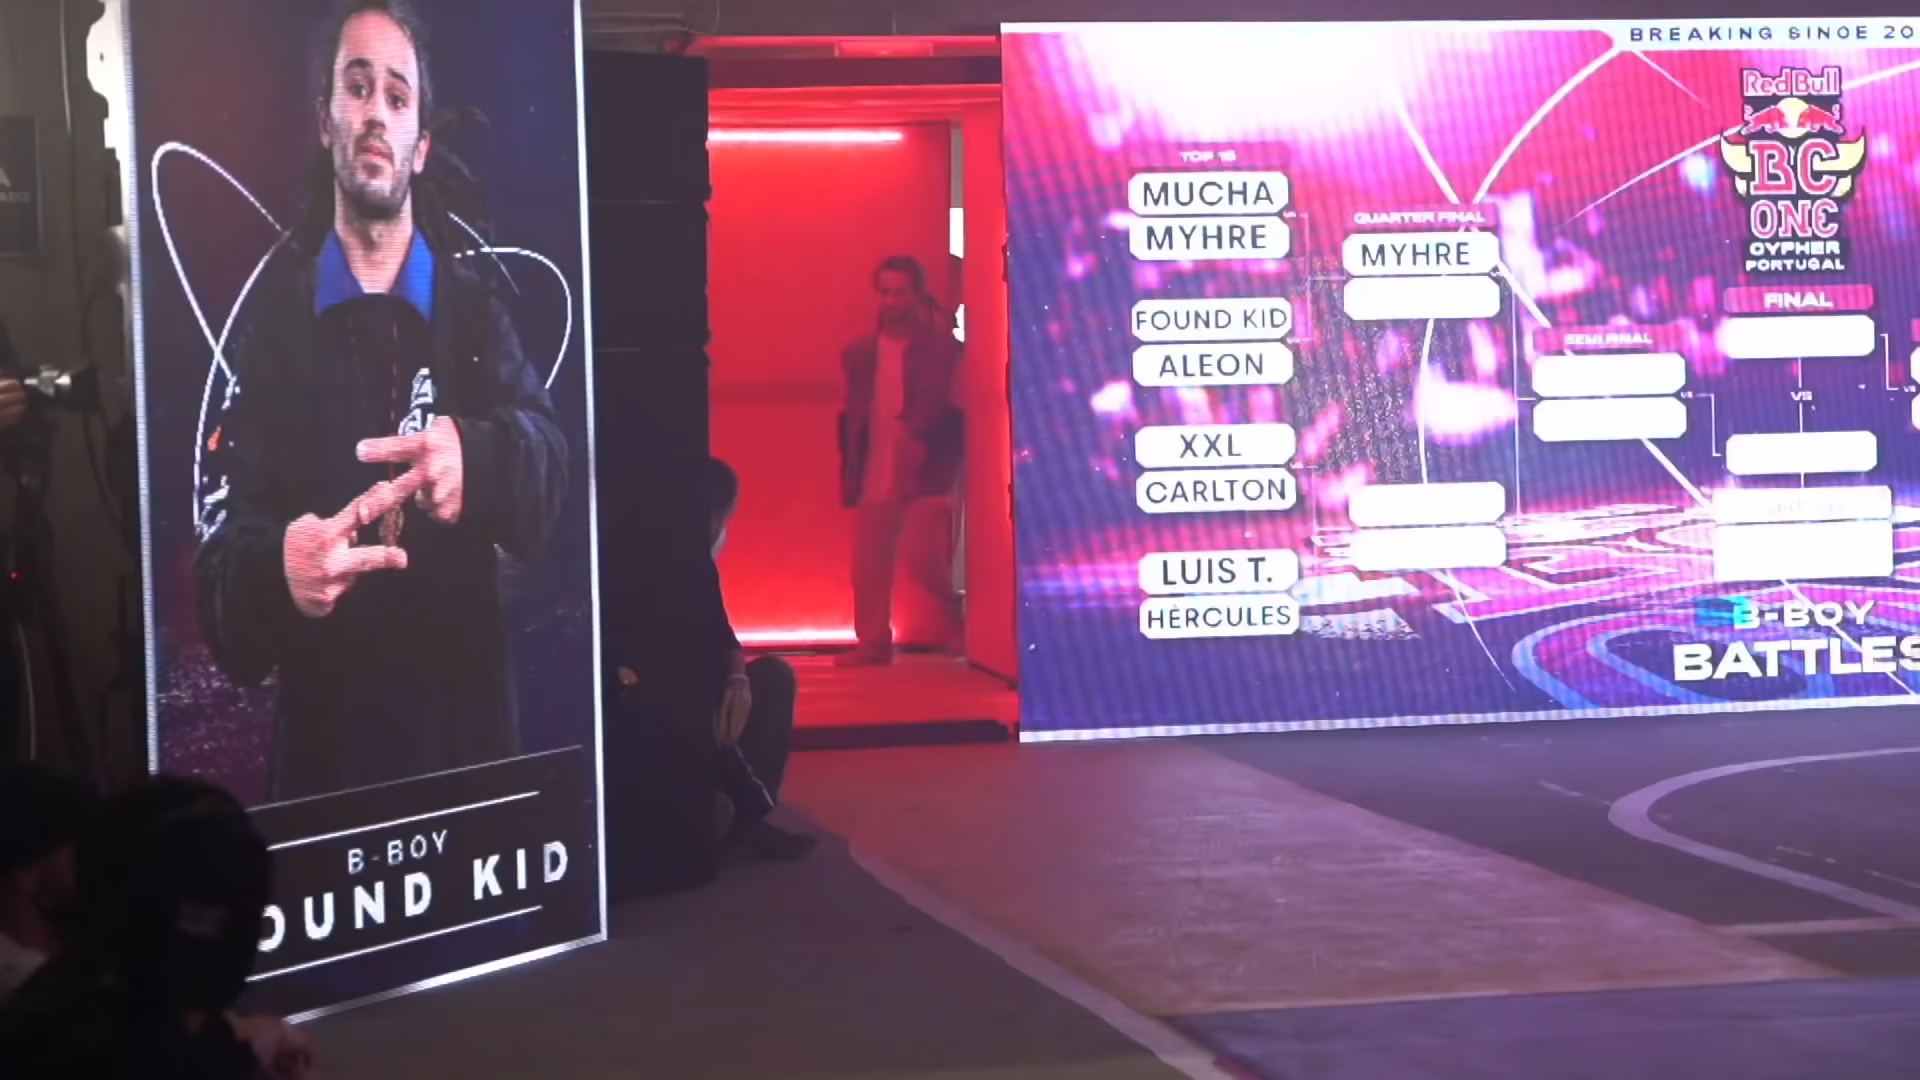 B-BOY
OUND KID
BREAKING SINCE 20
Red Bull
BC
ONE
CYPHER
PORTUGAL
TOP 16
MUCHA
MYHRE
FOUND KID
ALEON
XXL
CARLTON
LUIS T.
HÉRCULES
QUARTER FINAL
MYHRE
SEMI FINAL
FINAL
VS
B-BOY
BATTLES